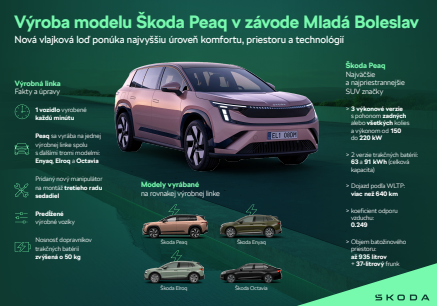 Výroba modelu Škoda Peaq v závode Mladá Boleslav
Nová vlajková loď ponúka najvyššiu úroveň komfortu, priestoru a technológií
Výrobná linka
Fakty a úpravy
1 vozidlo vyrobené
každú minútu
Peaq sa vyrába na jednej
výrobnej linke spolu
s ďalšími tromi modelmi:
Enyaq, Elroq a Octavia
Pridaný nový manipulátor
na montáž tretieho radu
sedadiel
Predĺžené
výrobné vozíky
Nosnosť dopravníkov
trakčných batérií
zvýšená o 50 kg
Modely vyrábané
na rovnakej výrobnej linke
Škoda Peaq
Škoda Enyaq
Škoda Elroq
Škoda Octavia
Škoda Peaq
Najväčšie
a najpriestrannejšie
SUV značky
> 3 výkonové verzie
s pohonom zadných
alebo všetkých kolies
a výkonom od 150
do 220 kW
> 2 verzie trakčných batérií:
63 a 91 kWh (celková
kapacita)
> Dojazd podľa WLTP:
viac než 640 km
> koeficient odporu
vzduchu:
0.249
> Objem batožinového
priestoru:
až 935 litrov
+ 37-litrový frunk
ŠKODA